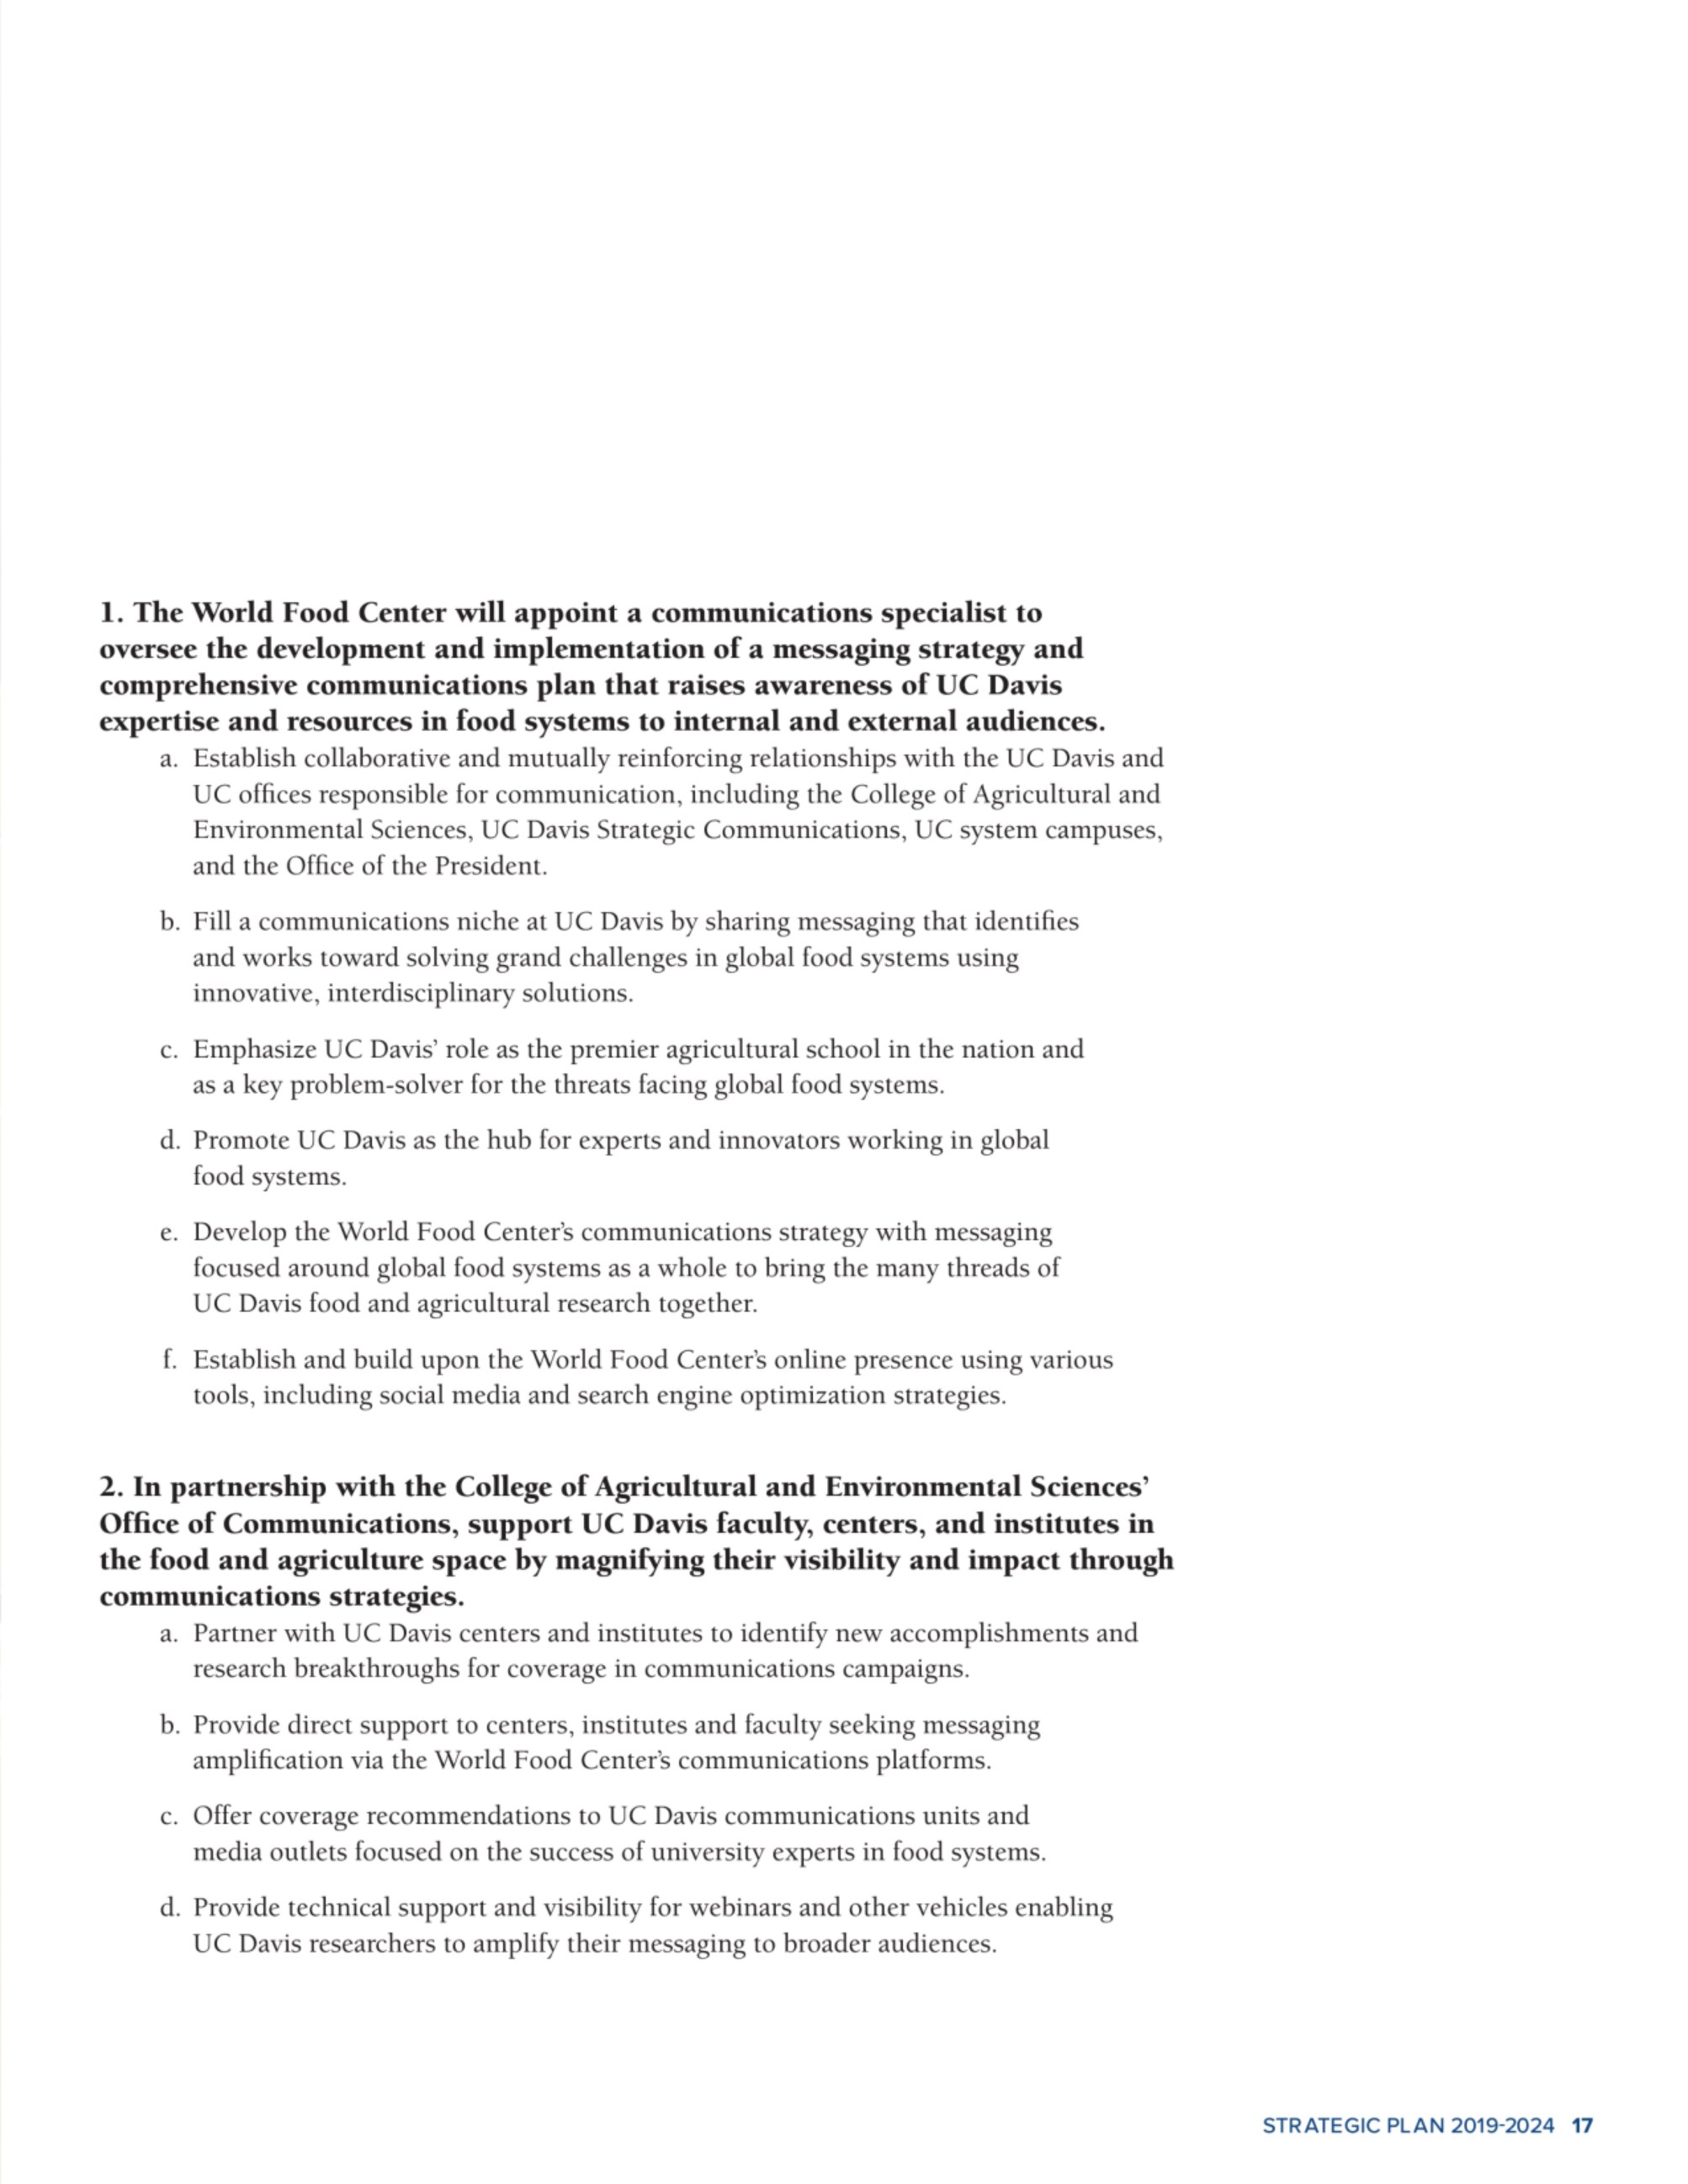 1. The World Food Center will appoint a communications specialist to
oversee the development and implementation of a messaging strategy and
comprehensive communications plan that raises awareness of UC Davis
expertise and resources in food systems to internal and external audiences.
a. Establish collaborative and mutually reinforcing relationships with the UC Davis and
UC offices responsible for communication, including the College of Agricultural and
Environmental Sciences, UC Davis Strategic Communications, UC system campuses,
and the Office of the President.
b. Fill a communications niche at UC Davis by sharing messaging that identifies
and works toward solving grand challenges in global food systems using
innovative, interdisciplinary solutions.
c. Emphasize UC Davis’ role as the premier agricultural school in the nation and
as a key problem-solver for the threats facing global food systems.
d. Promote UC Davis as the hub for experts and innovators working in global
food systems.
e. Develop the World Food Center’s communications strategy with messaging
focused around global food systems as a whole to bring the many threads of
UC Davis food and agricultural research together.
f. Establish and build upon the World Food Center’s online presence using various
tools, including social media and search engine optimization strategies.
2. In partnership with the College of Agricultural and Environmental Sciences’
Office of Communications, support UC Davis faculty, centers, and institutes in
the food and agriculture space by magnifying their visibility and impact through
communications strategies.
a. Partner with UC Davis centers and institutes to identify new accomplishments and
research breakthroughs for coverage in communications campaigns.
b. Provide direct support to centers, institutes and faculty seeking messaging
amplification via the World Food Center’s communications platforms.
c. Offer coverage recommendations to UC Davis communications units and
media outlets focused on the success of university experts in food systems.
d. Provide technical support and visibility for webinars and other vehicles enabling
UC Davis researchers to amplify their messaging to broader audiences.
STRATEGIC PLAN 2019-2024 17